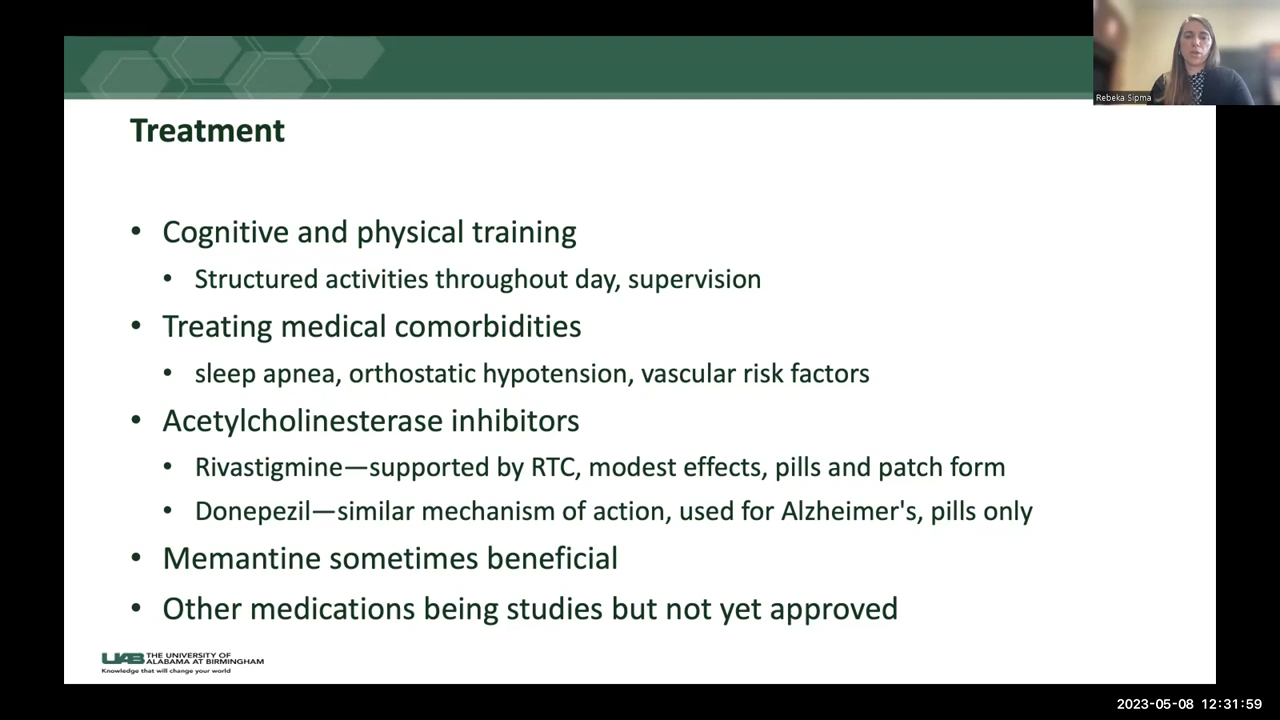 Rebeka Sipma
Treatment
• Cognitive and physical training
• Structured activities throughout day, supervision
• Treating medical comorbidities
• sleep apnea, orthostatic hypotension, vascular risk factors
• Acetylcholinesterase inhibitors
• Rivastigmine—supported by RTC, modest effects, pills and patch form
• Donepezil—similar mechanism of action, used for Alzheimer's, pills only
• Memantine sometimes beneficial
• Other medications being studies but not yet approved
UAB THE UNIVERSITY OF
ALABAMA AT BIRMINGHAM
Knowledge that will change your world
2023-05-08 12:31:59